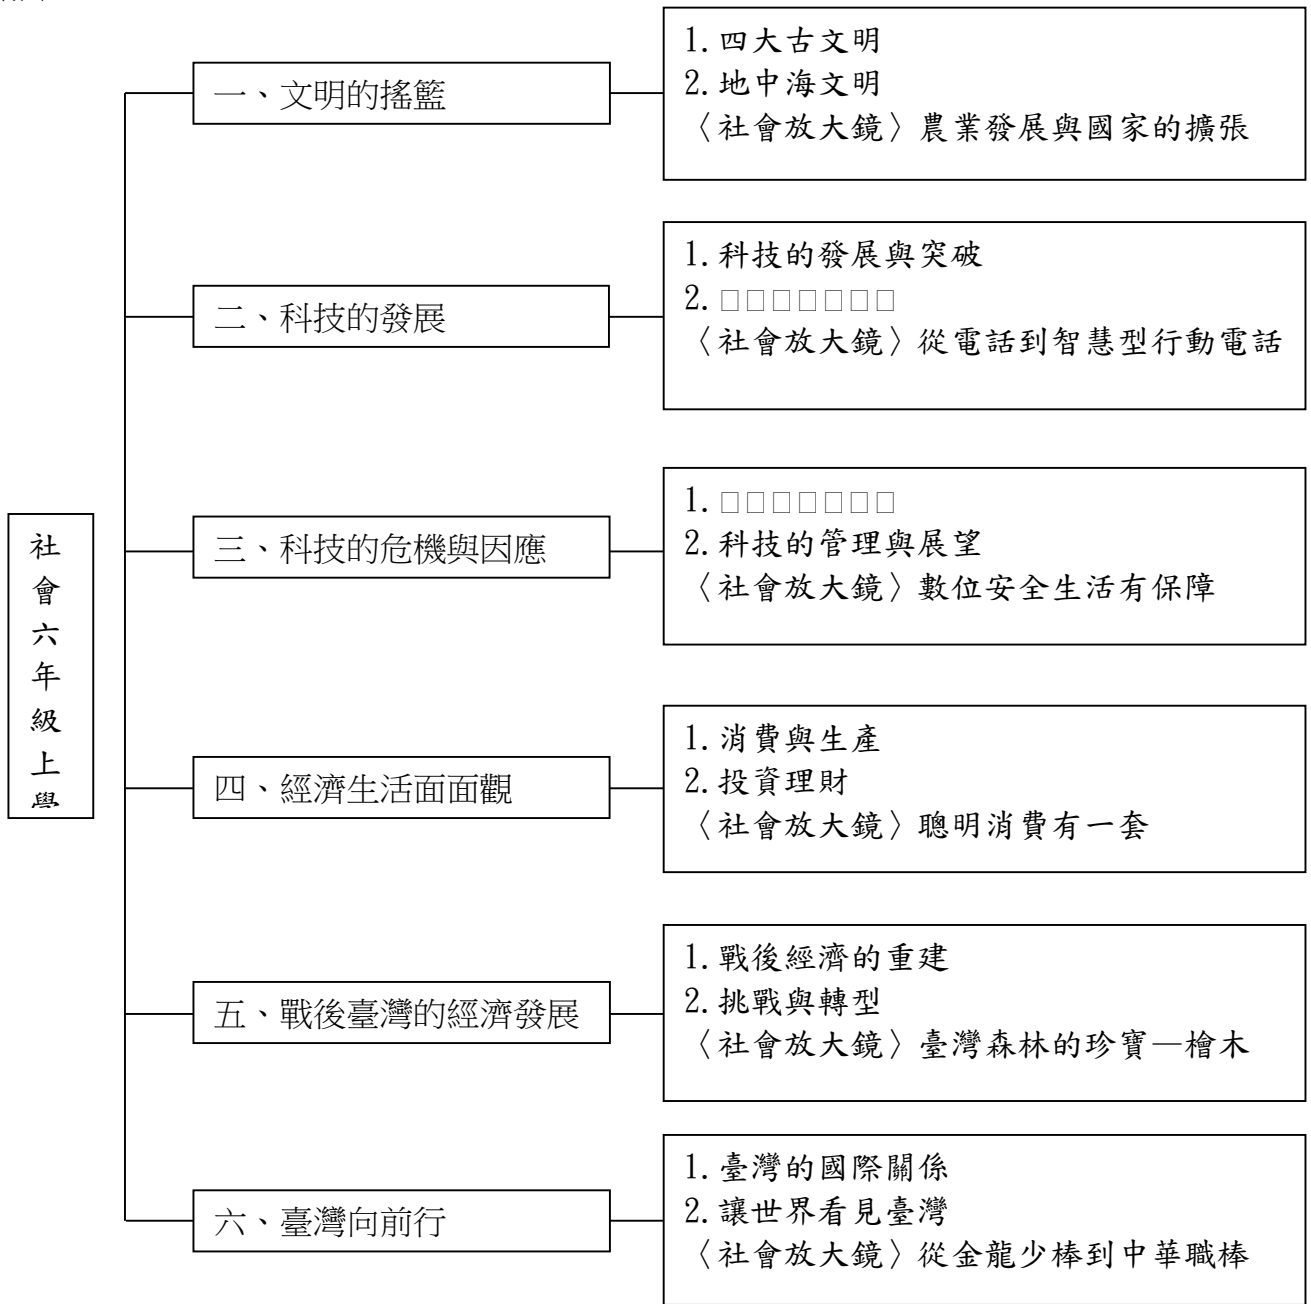 社會六年級上學
一、文明的搖籃
1.四大古文明
2.地中海文明
〈社會放大鏡〉農業發展與國家的擴張
二、科技的發展
1.科技的發展與突破
2.□□□□□□□
〈社會放大鏡〉從電話到智慧型行動電話
三、科技的危機與因應
1.□□□□□□□
2.科技的管理與展望
〈社會放大鏡〉數位安全生活有保障
四、經濟生活面面觀
1.消費與生產
2.投資理財
〈社會放大鏡〉聰明消費有一套
五、戰後臺灣的經濟發展
1.戰後經濟的重建
2.挑戰與轉型
〈社會放大鏡〉臺灣森林的珍寶—檜木
六、臺灣向前行
1.臺灣的國際關係
2.讓世界看見臺灣
〈社會放大鏡〉從金龍少棒到中華職棒